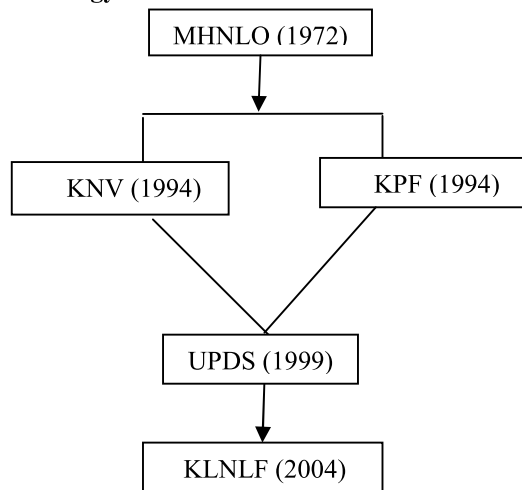 MHNLO (1972)
KNV (1994)
KPF (1994)
UPDS (1999)
KLNLF (2004)